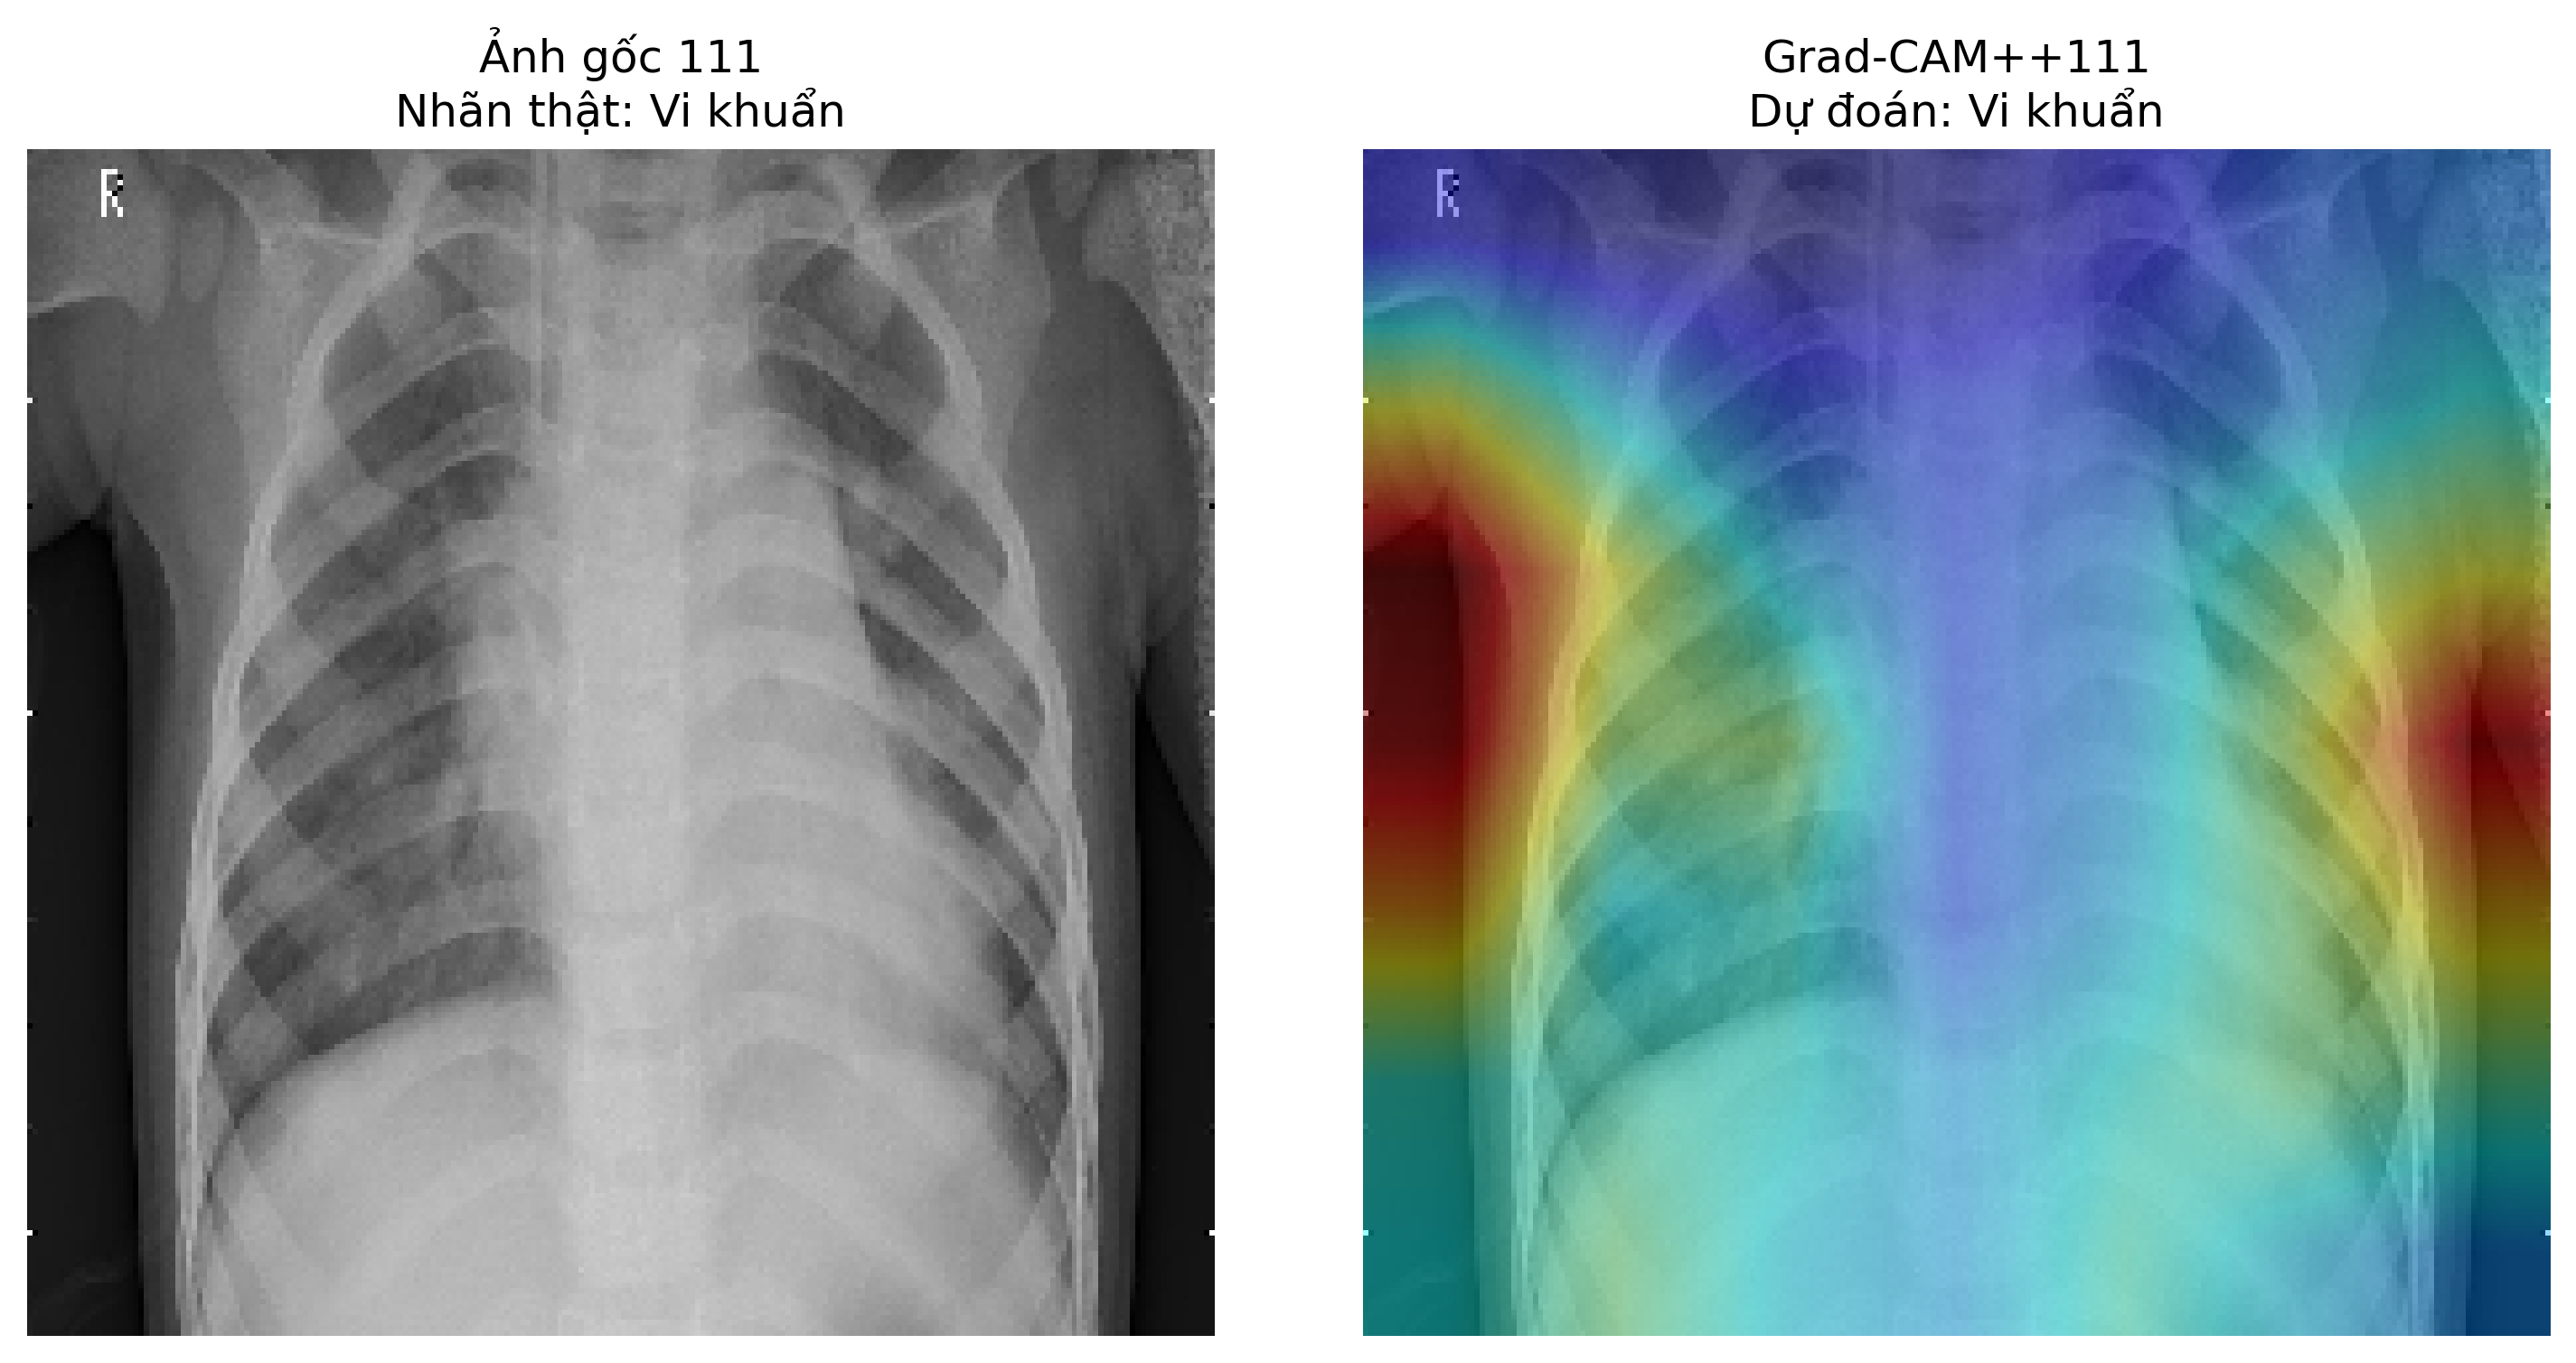 Ảnh gốc 111
Nhãn thật: Vi khuẩn
Grad-CAM++111
Dự đoán: Vi khuẩn
R
R